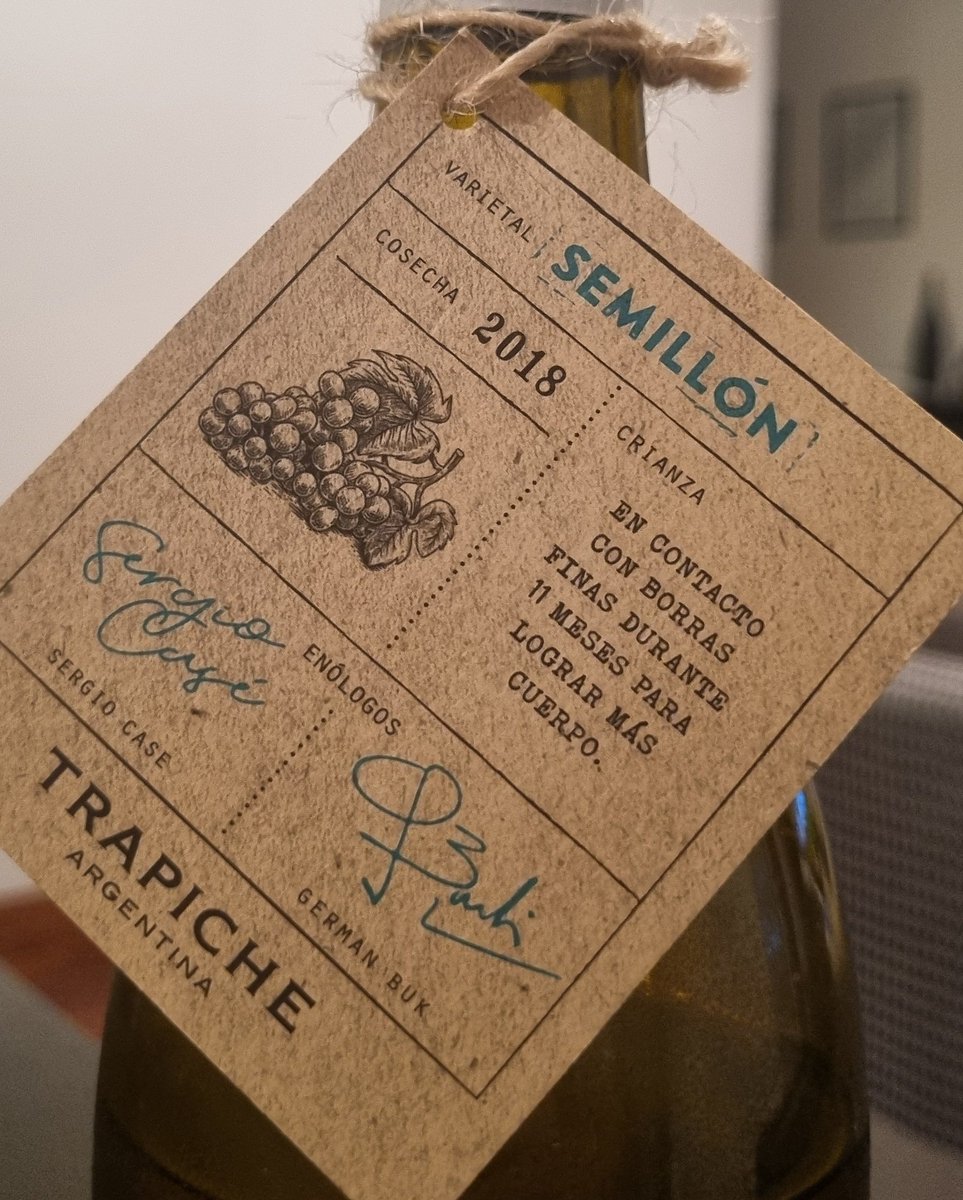 VARIETAL SEMILLÓN
COSECHA 2018
CRIANZA
EN CONTACTO
CON BORRAS
FINAS DURANTE
11 MESES PARA
LOGRAR MÁS
CUERPO.
ENÓLOGOS
Sergio
Casé
SERGIO CASE
GERMAN BUK
TRAPICHE
ARGENTINA